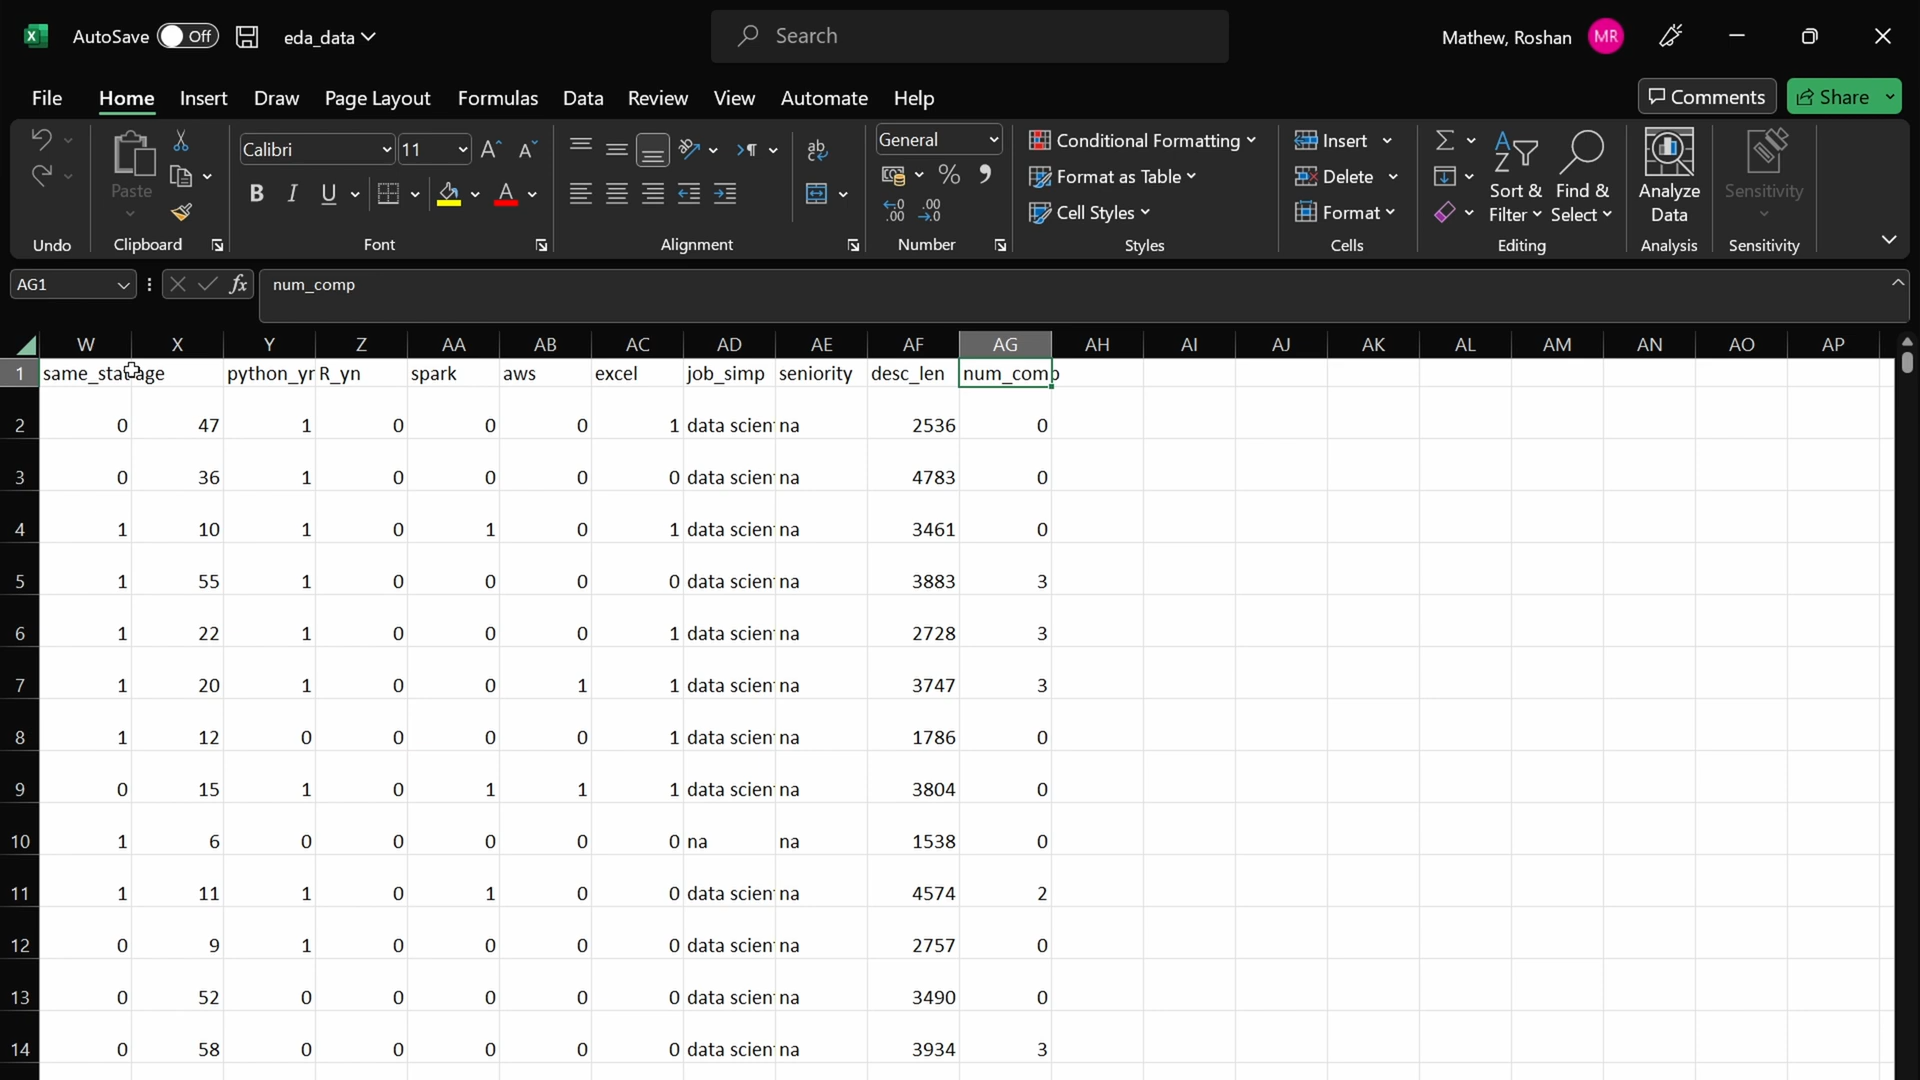 AutoSave Off eda_data Search Mathew, Roshan MR
File Home Insert Draw Page Layout Formulas Data Review View Automate Help Comments Share
Paste Calibri 11 General Conditional Formatting Format as Table Cell Styles Insert Delete Format Sort & Filter Find & Select Analyze Data Sensitivity
Undo Clipboard Font Alignment Number Styles Cells Editing Analysis Sensitivity
AG1 fx num_comp
W X Y Z AA AB AC AD AE AF AG AH AI AJ AK AL AM AN AO AP
1 same_sta age python_yn R_yn spark aws excel job_simp seniority desc_len num_comp
2 0 47 1 0 0 0 1 data scien na 2536 0
3 0 36 1 0 0 0 0 data scien na 4783 0
4 1 10 1 0 1 0 1 data scien na 3461 0
5 1 55 1 0 0 0 0 data scien na 3883 3
6 1 22 1 0 0 0 1 data scien na 2728 3
7 1 20 1 0 0 1 1 data scien na 3747 3
8 1 12 0 0 0 0 1 data scien na 1786 0
9 0 15 1 0 1 1 1 data scien na 3804 0
10 1 6 0 0 0 0 0 na na 1538 0
11 1 11 1 0 1 0 0 data scien na 4574 2
12 0 9 1 0 0 0 0 data scien na 2757 0
13 0 52 0 0 0 0 0 data scien na 3490 0
14 0 58 0 0 0 0 0 data scien na 3934 3